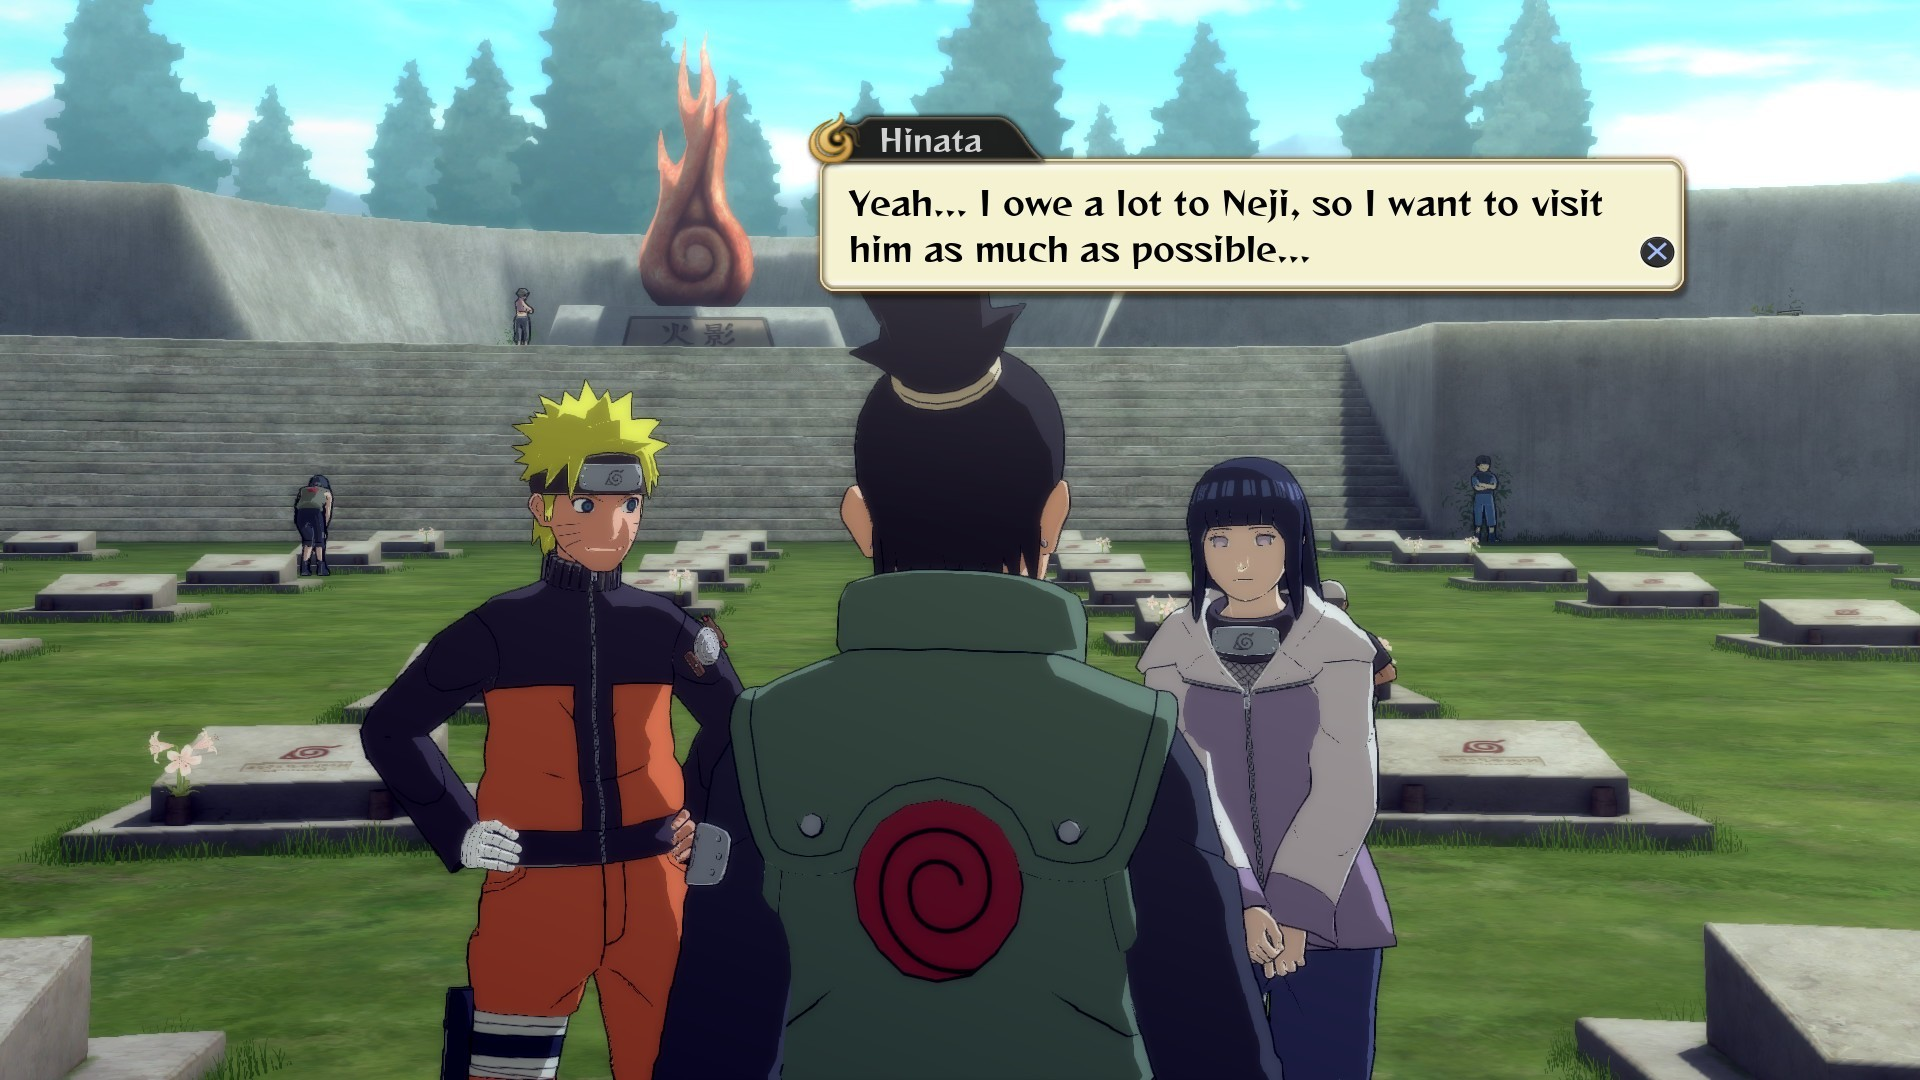 Hinata
Yeah... I owe a lot to Neji, so I want to visit
him as much as possible...
火影